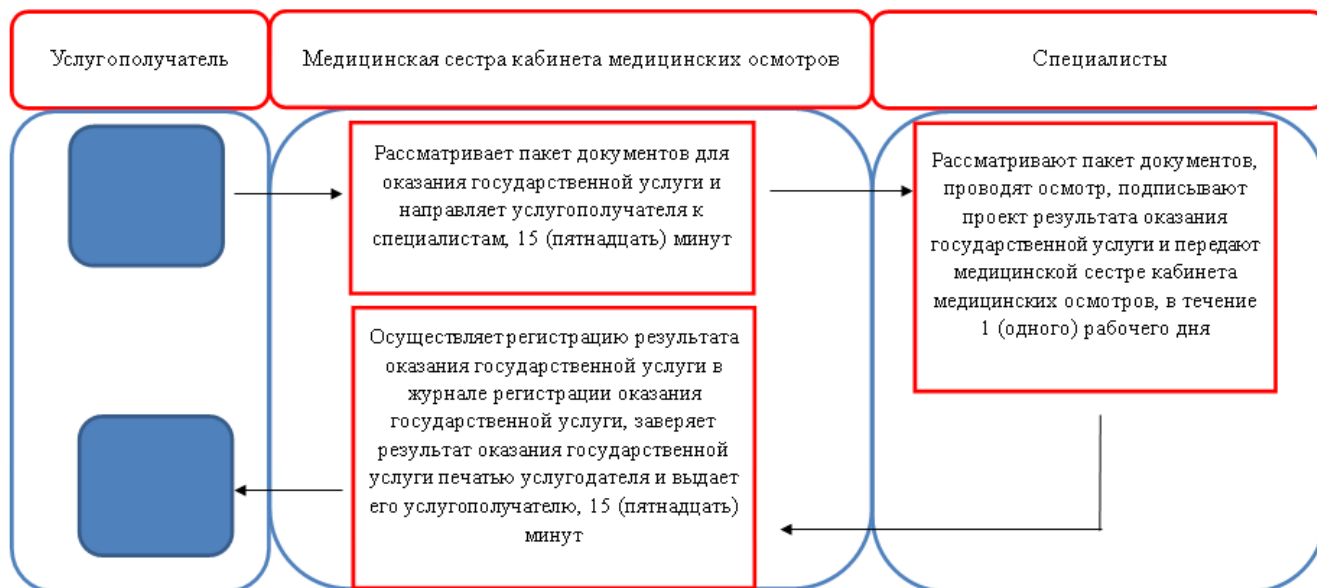 Услугополучатель
Медицинская сестра кабинета медицинских осмотров
Специалисты
Рассматривает пакет документов для
оказания государственной услуги и
направляет услугополучателя к
специалистам, 15 (пятнадцать) минут
Рассматривают пакет документов,
проводят осмотр, подписывают
проект результата оказания
государственной услуги и передают
медицинской сестре кабинета
медицинских осмотров, в течение
1 (одного) рабочего дня
Осуществляет регистрацию результата
оказания государственной услуги в
журнале регистрации оказания
государственной услуги, заверяет
результат оказания государственной
услуги печатью услугодателя и выдает
его услугополучателю, 15 (пятнадцать)
минут